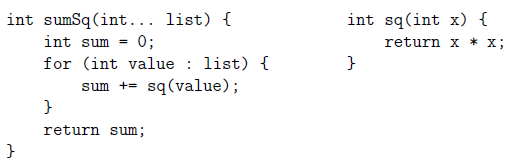 int sumSq(int... list) {
    int sum = 0;
    for (int value : list) {
        sum += sq(value);
    }
    return sum;
}
int sq(int x) {
    return x * x;
}